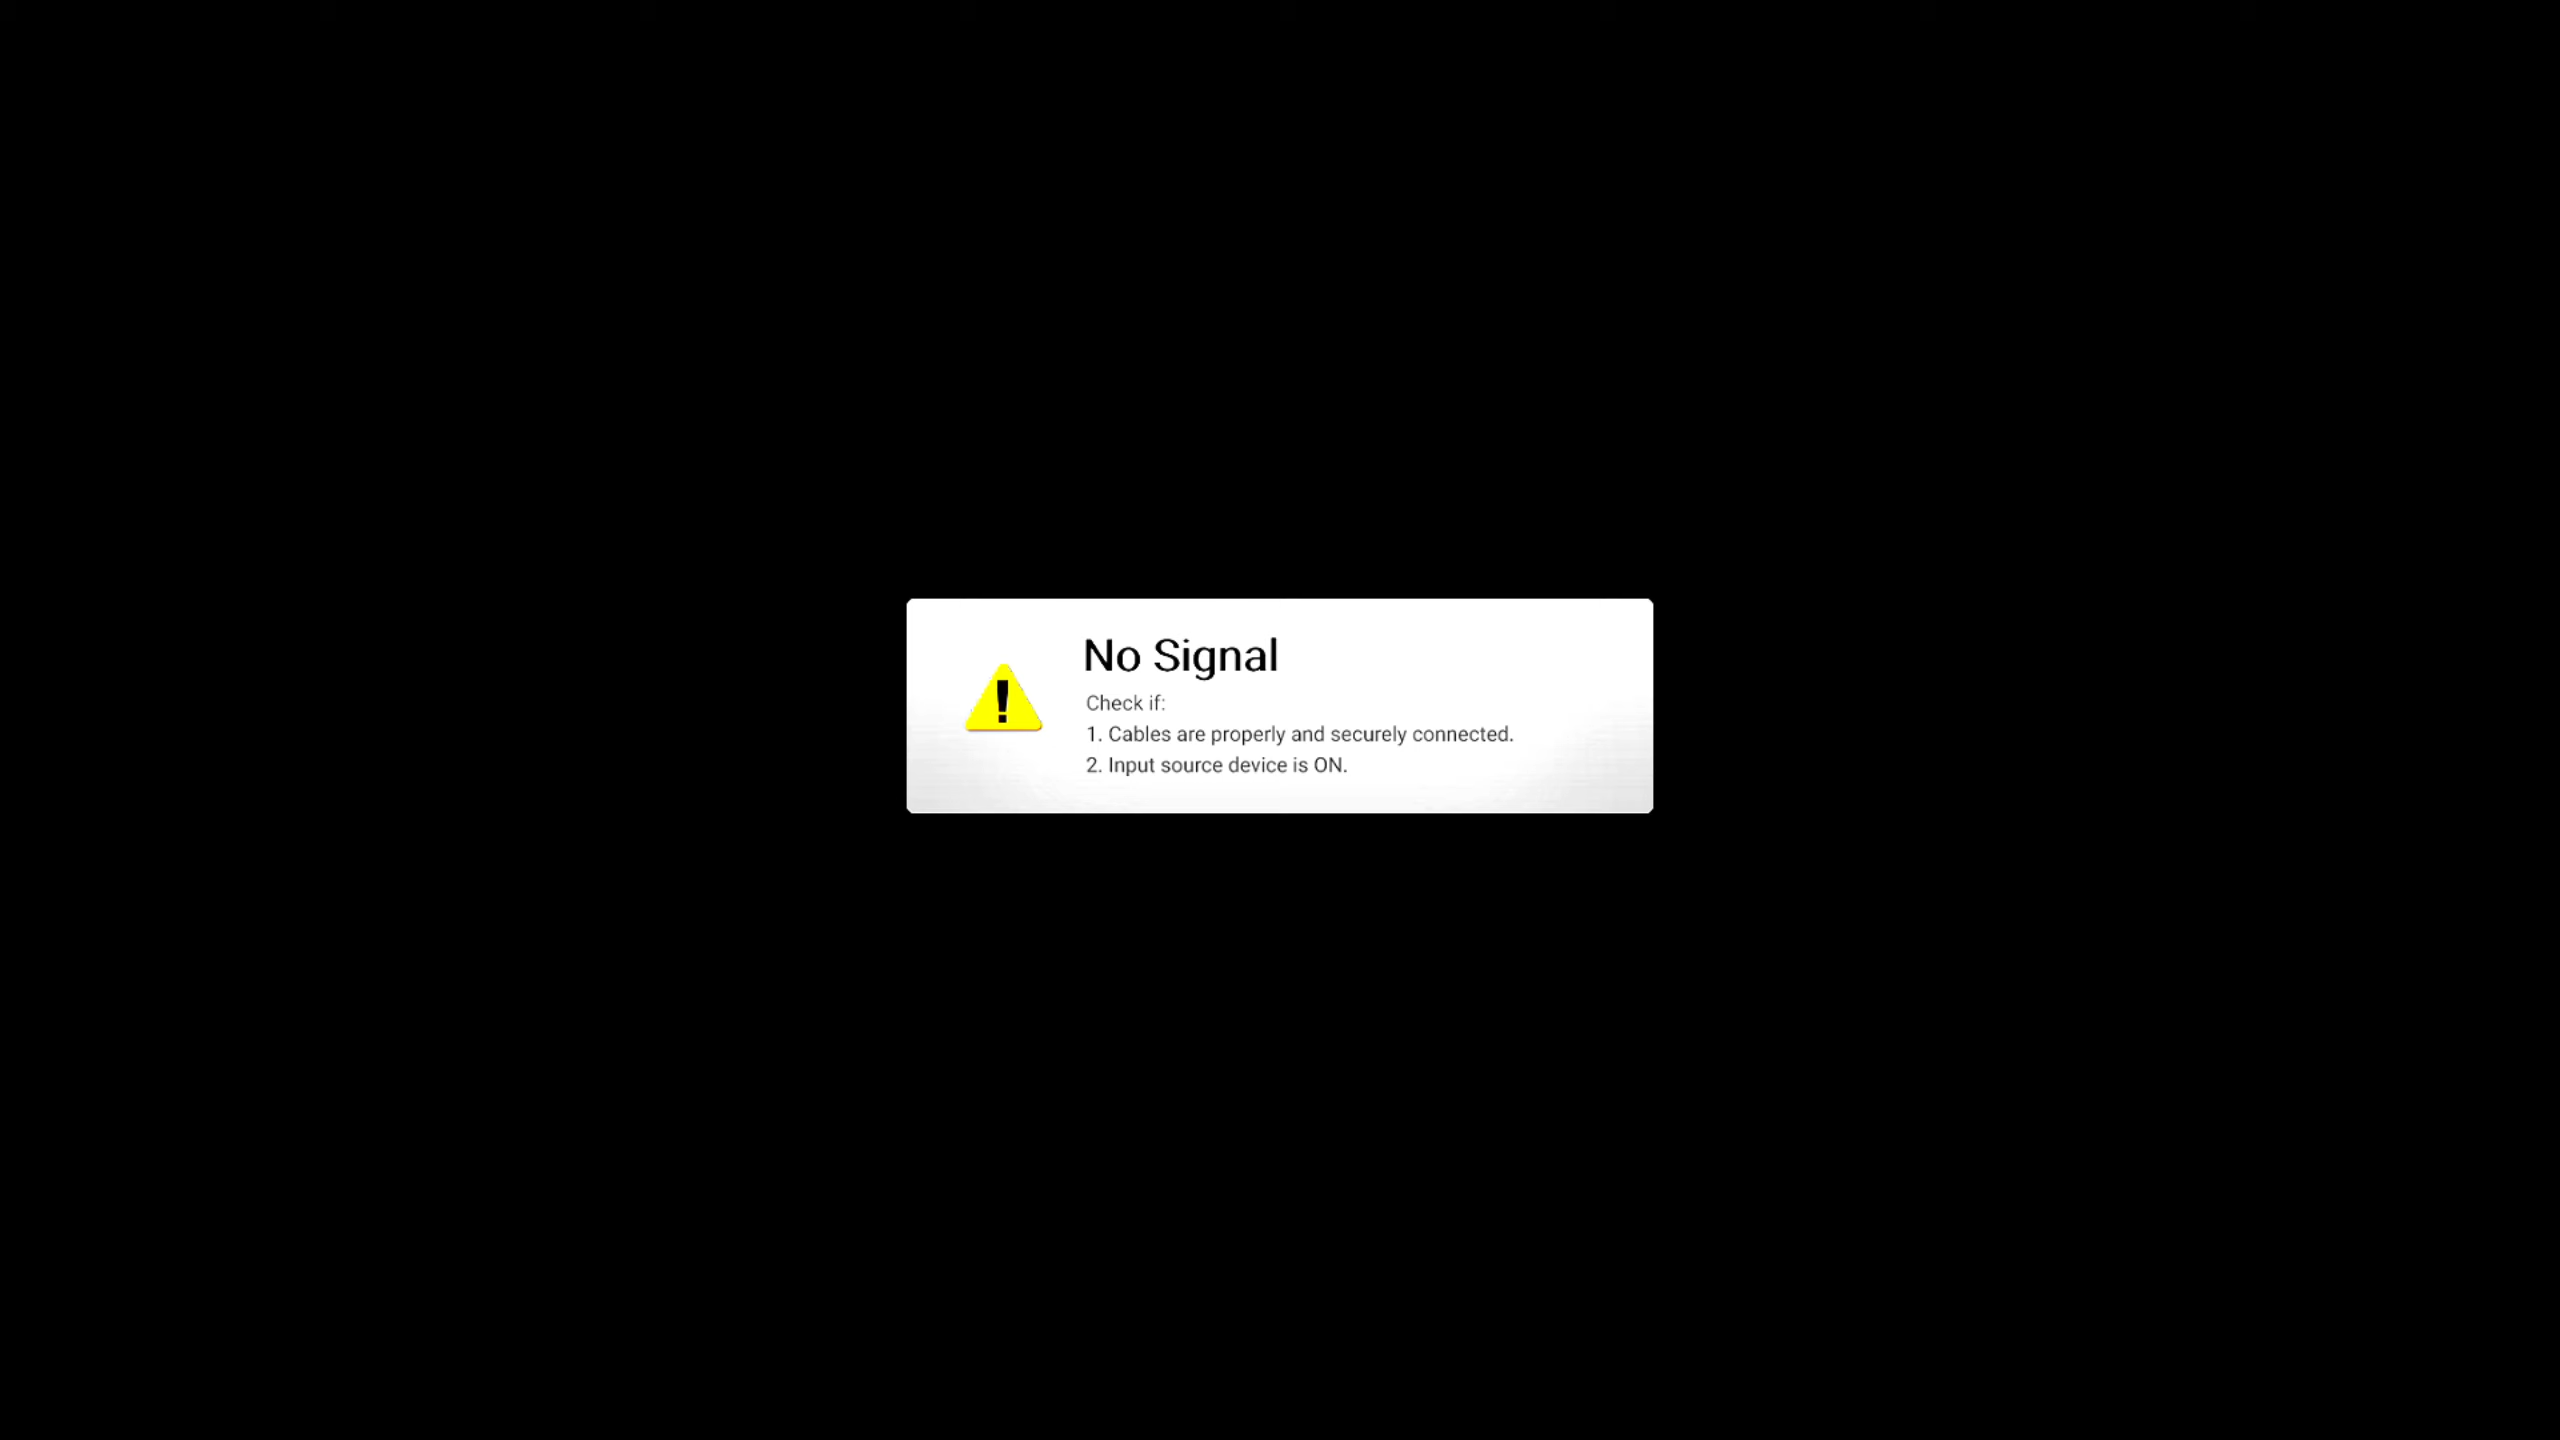 No Signal
Check if:
1. Cables are properly and securely connected.
2. Input source device is ON.